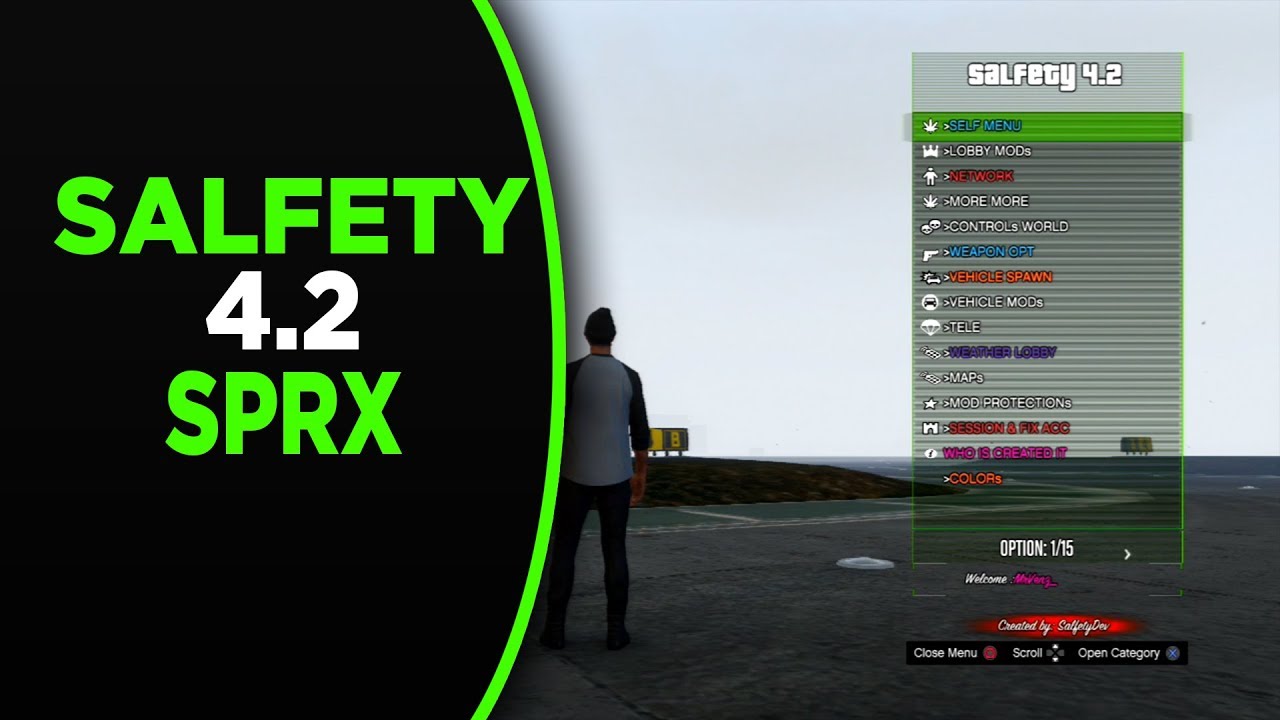 SALFETY
4.2
SPRX
salfety 4.2
>SELF MENU
>LOBBY MODs
>NETWORK
>MORE MORE
>CONTROLs WORLD
>WEAPON OPT
>VEHICLE SPAWN
>VEHICLE MODs
>TELE
>WEATHER LOBBY
>MAPs
>MOD PROTECTIONs
>SESSION & FIX ACC
WHO IS CREATED IT
>COLORs
OPTION: 1/15
Welcome :
Created by: SalfetyDev
Close Menu Scroll Open Category
B